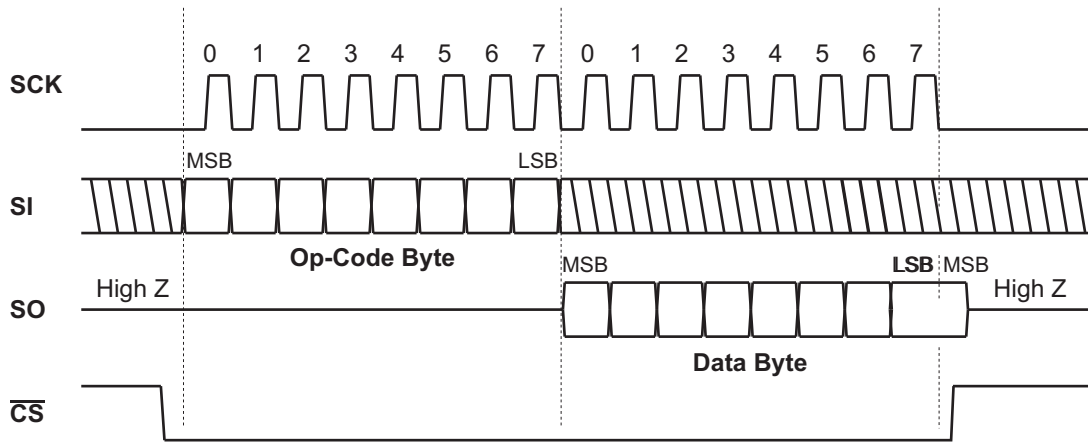 0 1 2 3 4 5 6 7 0 1 2 3 4 5 6 7
SCK
MSB LSB
SI
Op-Code Byte
MSB LSB MSB
High Z High Z
SO
Data Byte
CS